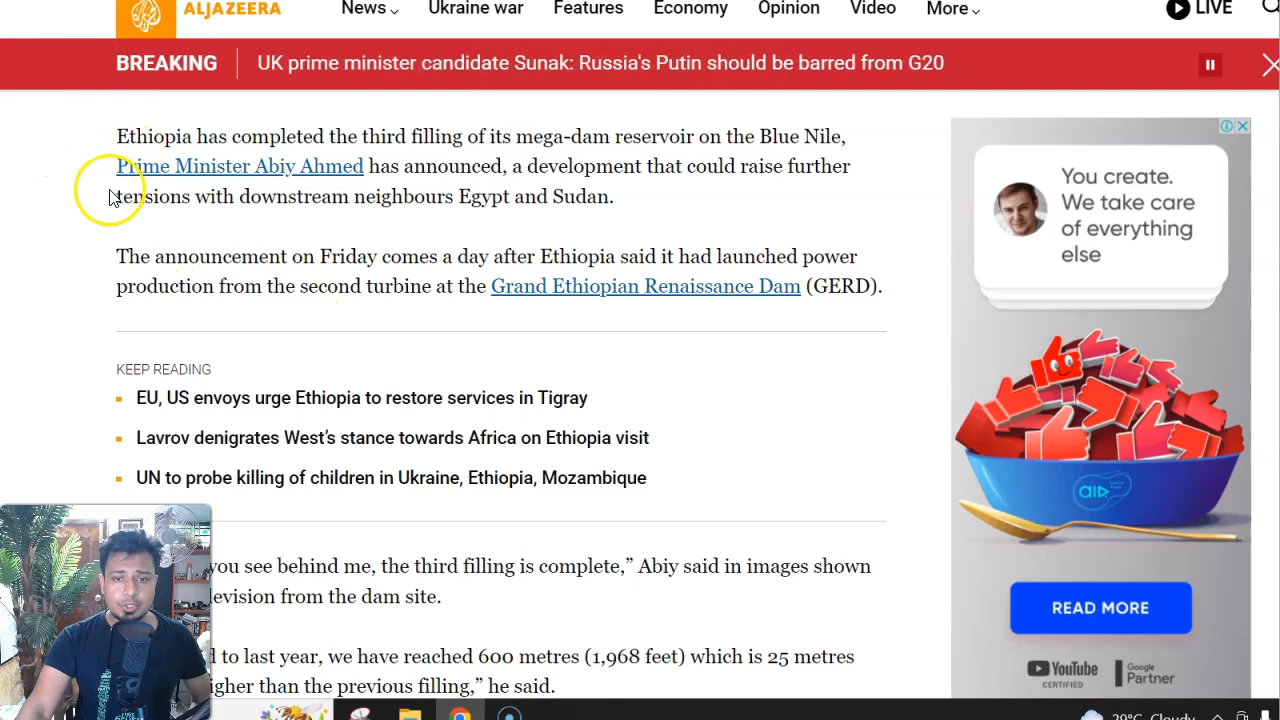 ALJAZEERA
News Ukraine war Features Economy Opinion Video More LIVE
BREAKING UK prime minister candidate Sunak: Russia's Putin should be barred from G20
Ethiopia has completed the third filling of its mega-dam reservoir on the Blue Nile,
Prime Minister Abiy Ahmed has announced, a development that could raise further
tensions with downstream neighbours Egypt and Sudan.
The announcement on Friday comes a day after Ethiopia said it had launched power
production from the second turbine at the Grand Ethiopian Renaissance Dam (GERD).
KEEP READING
EU, US envoys urge Ethiopia to restore services in Tigray
Lavrov denigrates West's stance towards Africa on Ethiopia visit
UN to probe killing of children in Ukraine, Ethiopia, Mozambique
you see behind me, the third filling is complete,” Abiy said in images shown
levision from the dam site.
d to last year, we have reached 600 metres (1,968 feet) which is 25 metres
igher than the previous filling,” he said.
You create.
We take care
of everything
else
READ MORE
YouTube
CERTIFIED
Google
Partner
29°C Cloudy